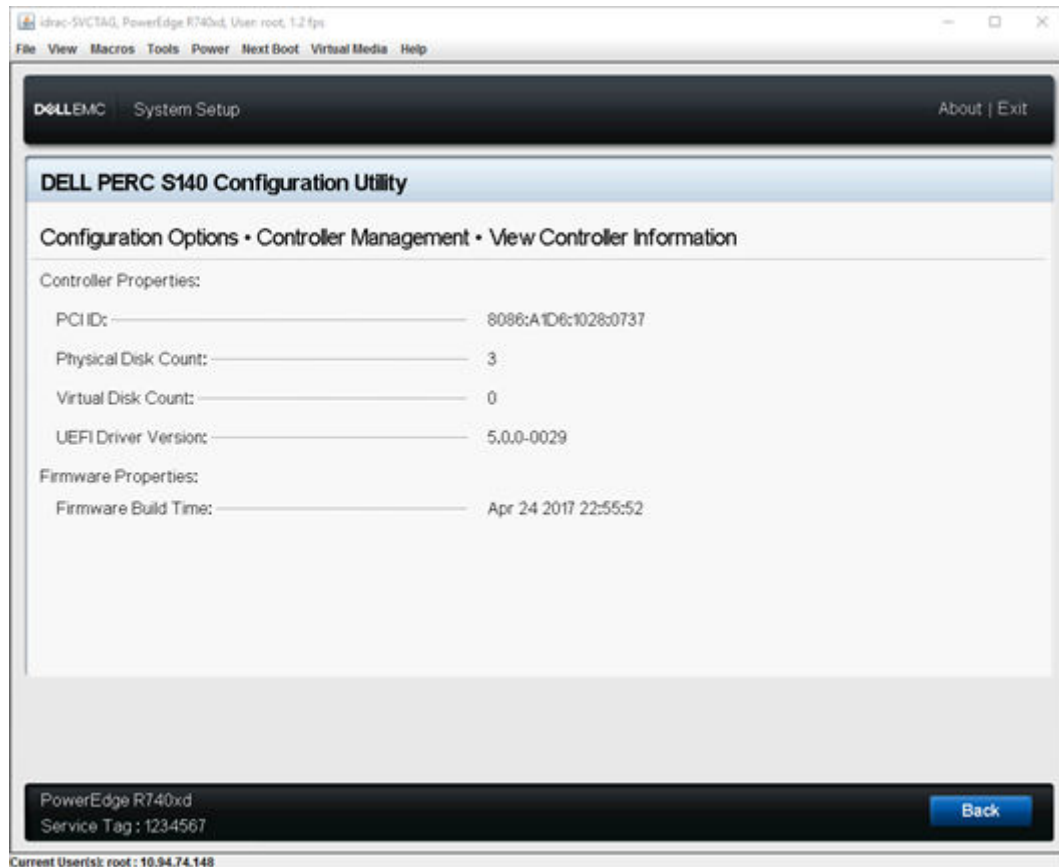 idrac-SVCTAG, PowerEdge R740xd, User: root, 1.2 fps
File View Macros Tools Power Next Boot Virtual Media Help
DELLEMC System Setup About | Exit
DELL PERC S140 Configuration Utility
Configuration Options • Controller Management • View Controller Information
Controller Properties:
PCI ID: 8086:A1D6:1028:0737
Physical Disk Count: 3
Virtual Disk Count: 0
UEFI Driver Version: 5.0.0-0029
Firmware Properties:
Firmware Build Time: Apr 24 2017 22:55:52
PowerEdge R740xd
Service Tag : 1234567
Back
Current User(s): root : 10.94.74.148